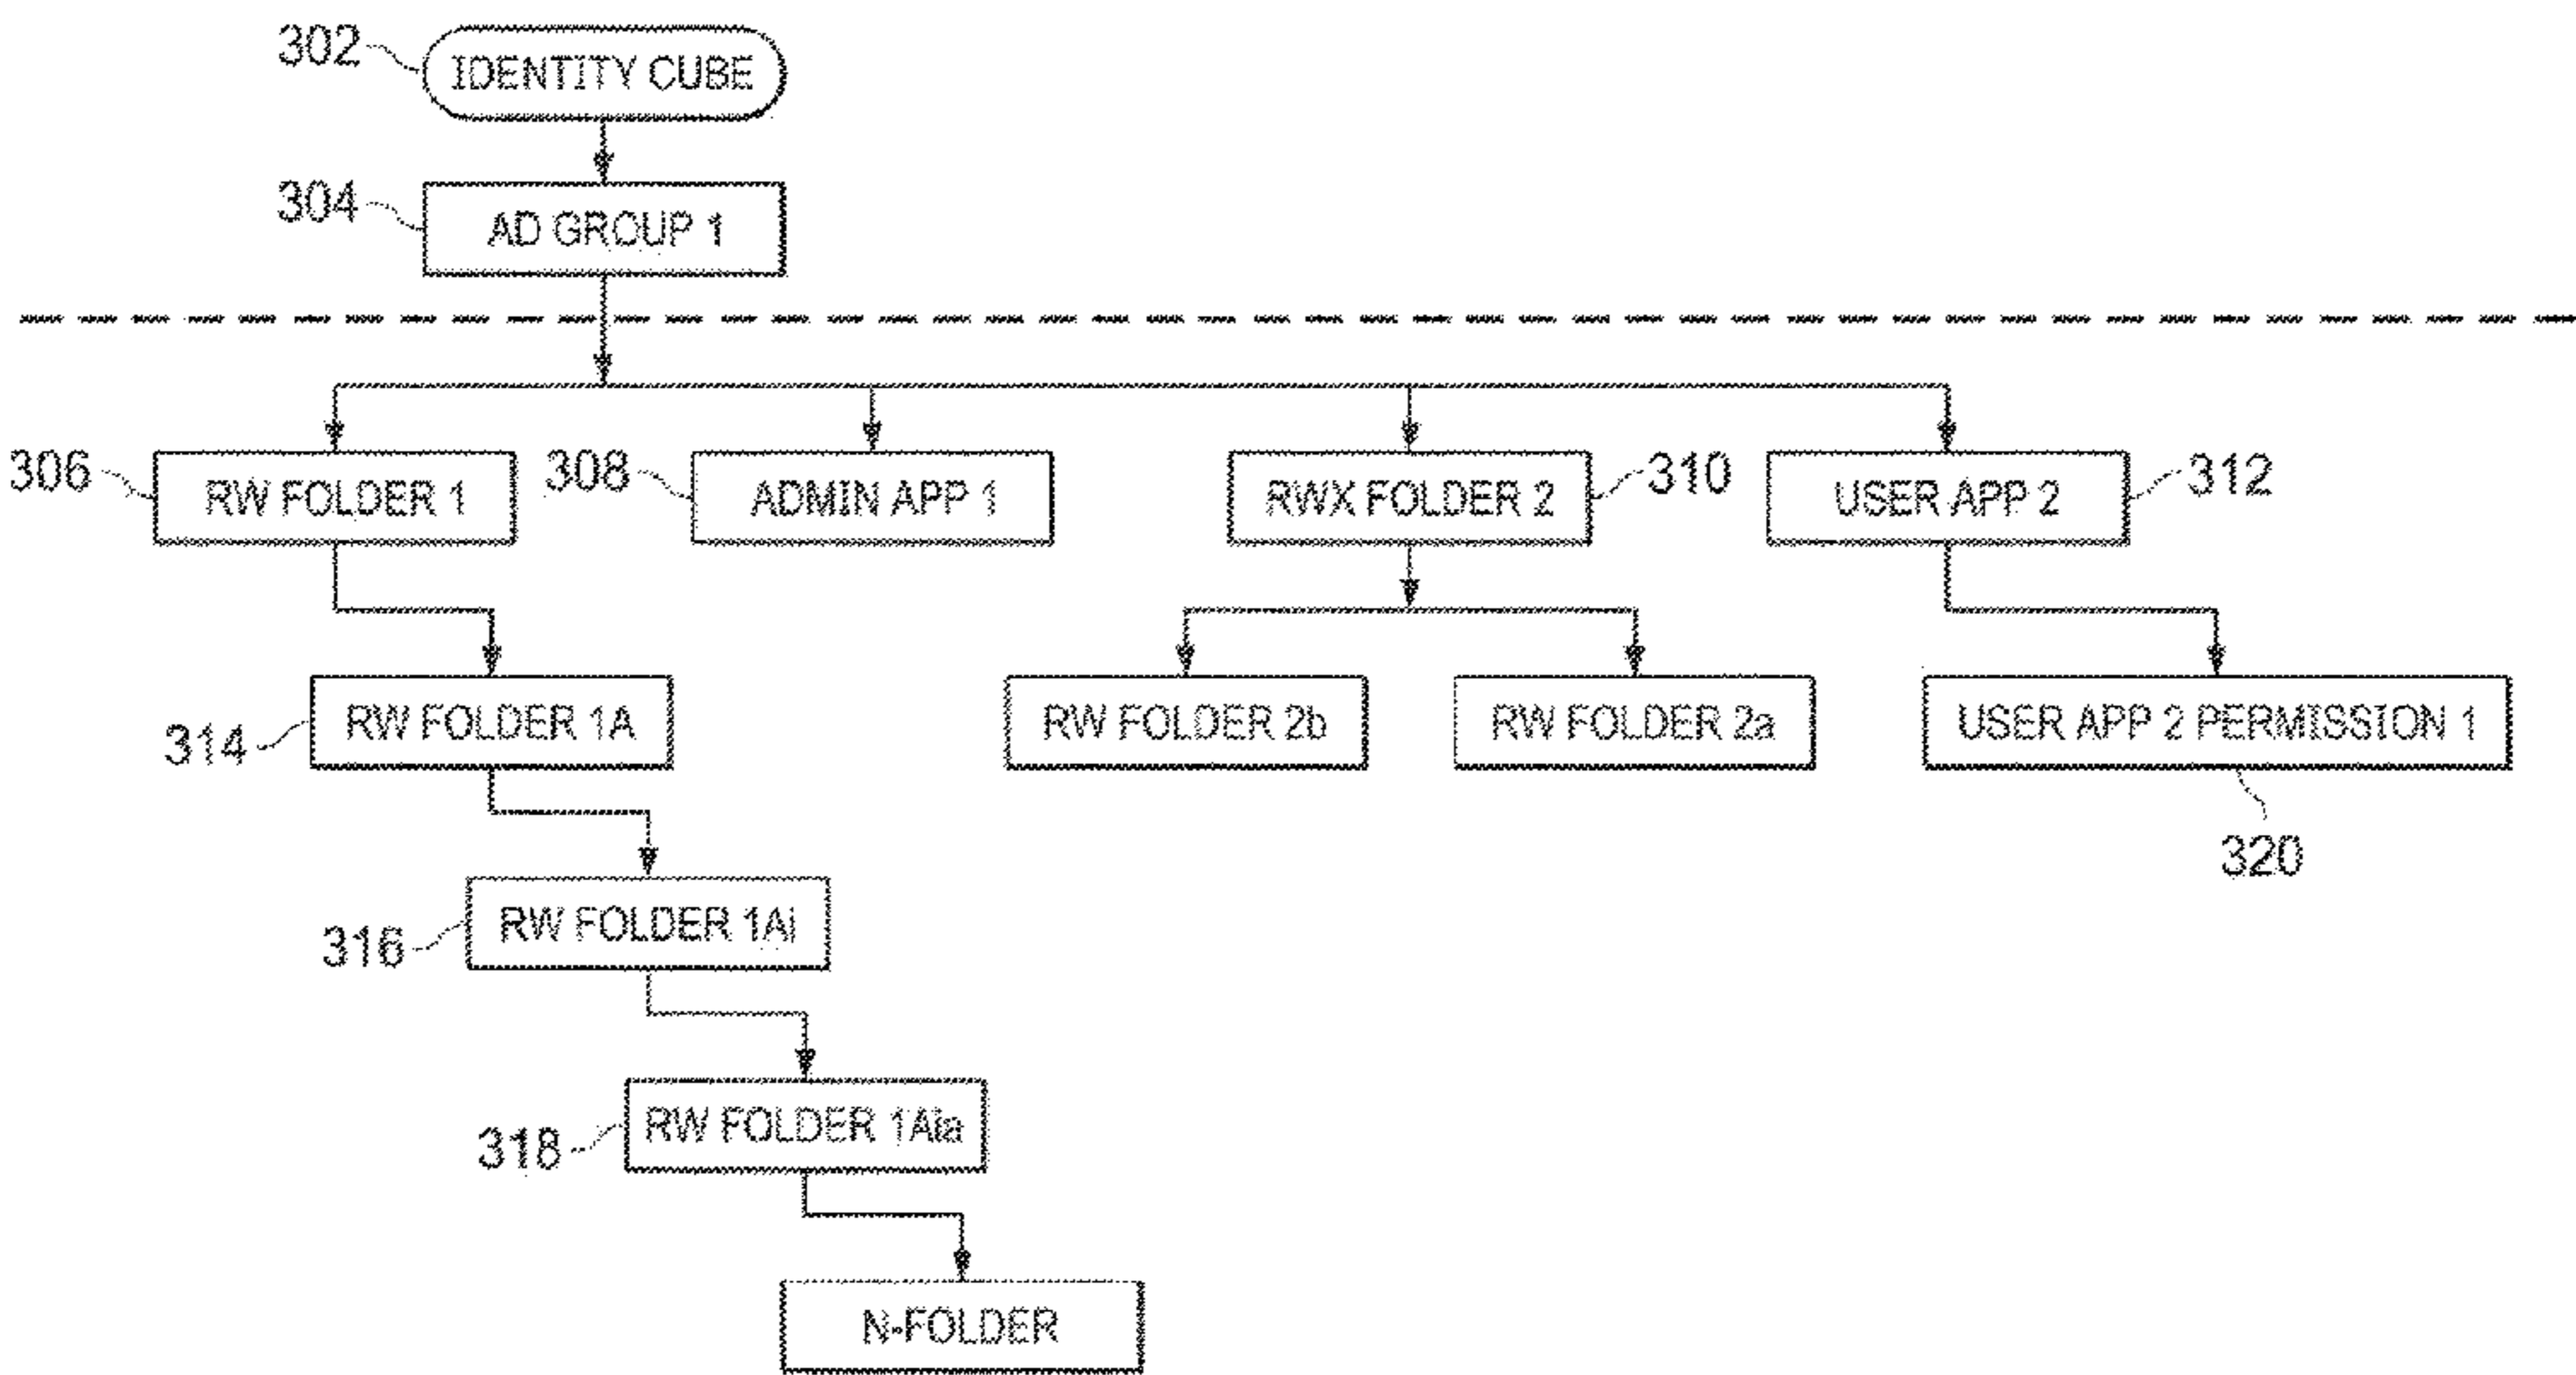 302
IDENTITY CUBE
304
AD GROUP 1
306
RW FOLDER 1
308
ADMIN APP 1
RWX FOLDER 2
310
USER APP 2
312
314
RW FOLDER 1A
RW FOLDER 2b
RW FOLDER 2a
USER APP 2 PERMISSION 1
320
316
RW FOLDER 1Ai
318
RW FOLDER 1Aia
N-FOLDER